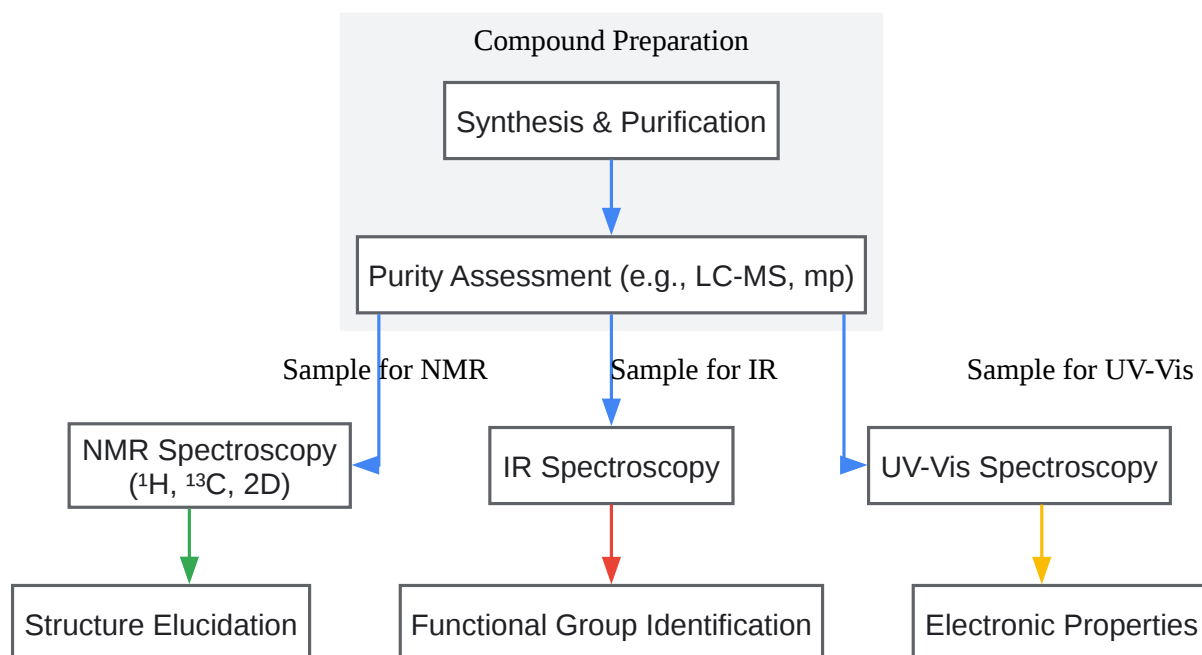 Compound Preparation
Synthesis & Purification
Purity Assessment (e.g., LC-MS, mp)
Sample for NMR
Sample for IR
Sample for UV-Vis
NMR Spectroscopy
(¹H, ¹³C, 2D)
IR Spectroscopy
UV-Vis Spectroscopy
Structure Elucidation
Functional Group Identification
Electronic Properties